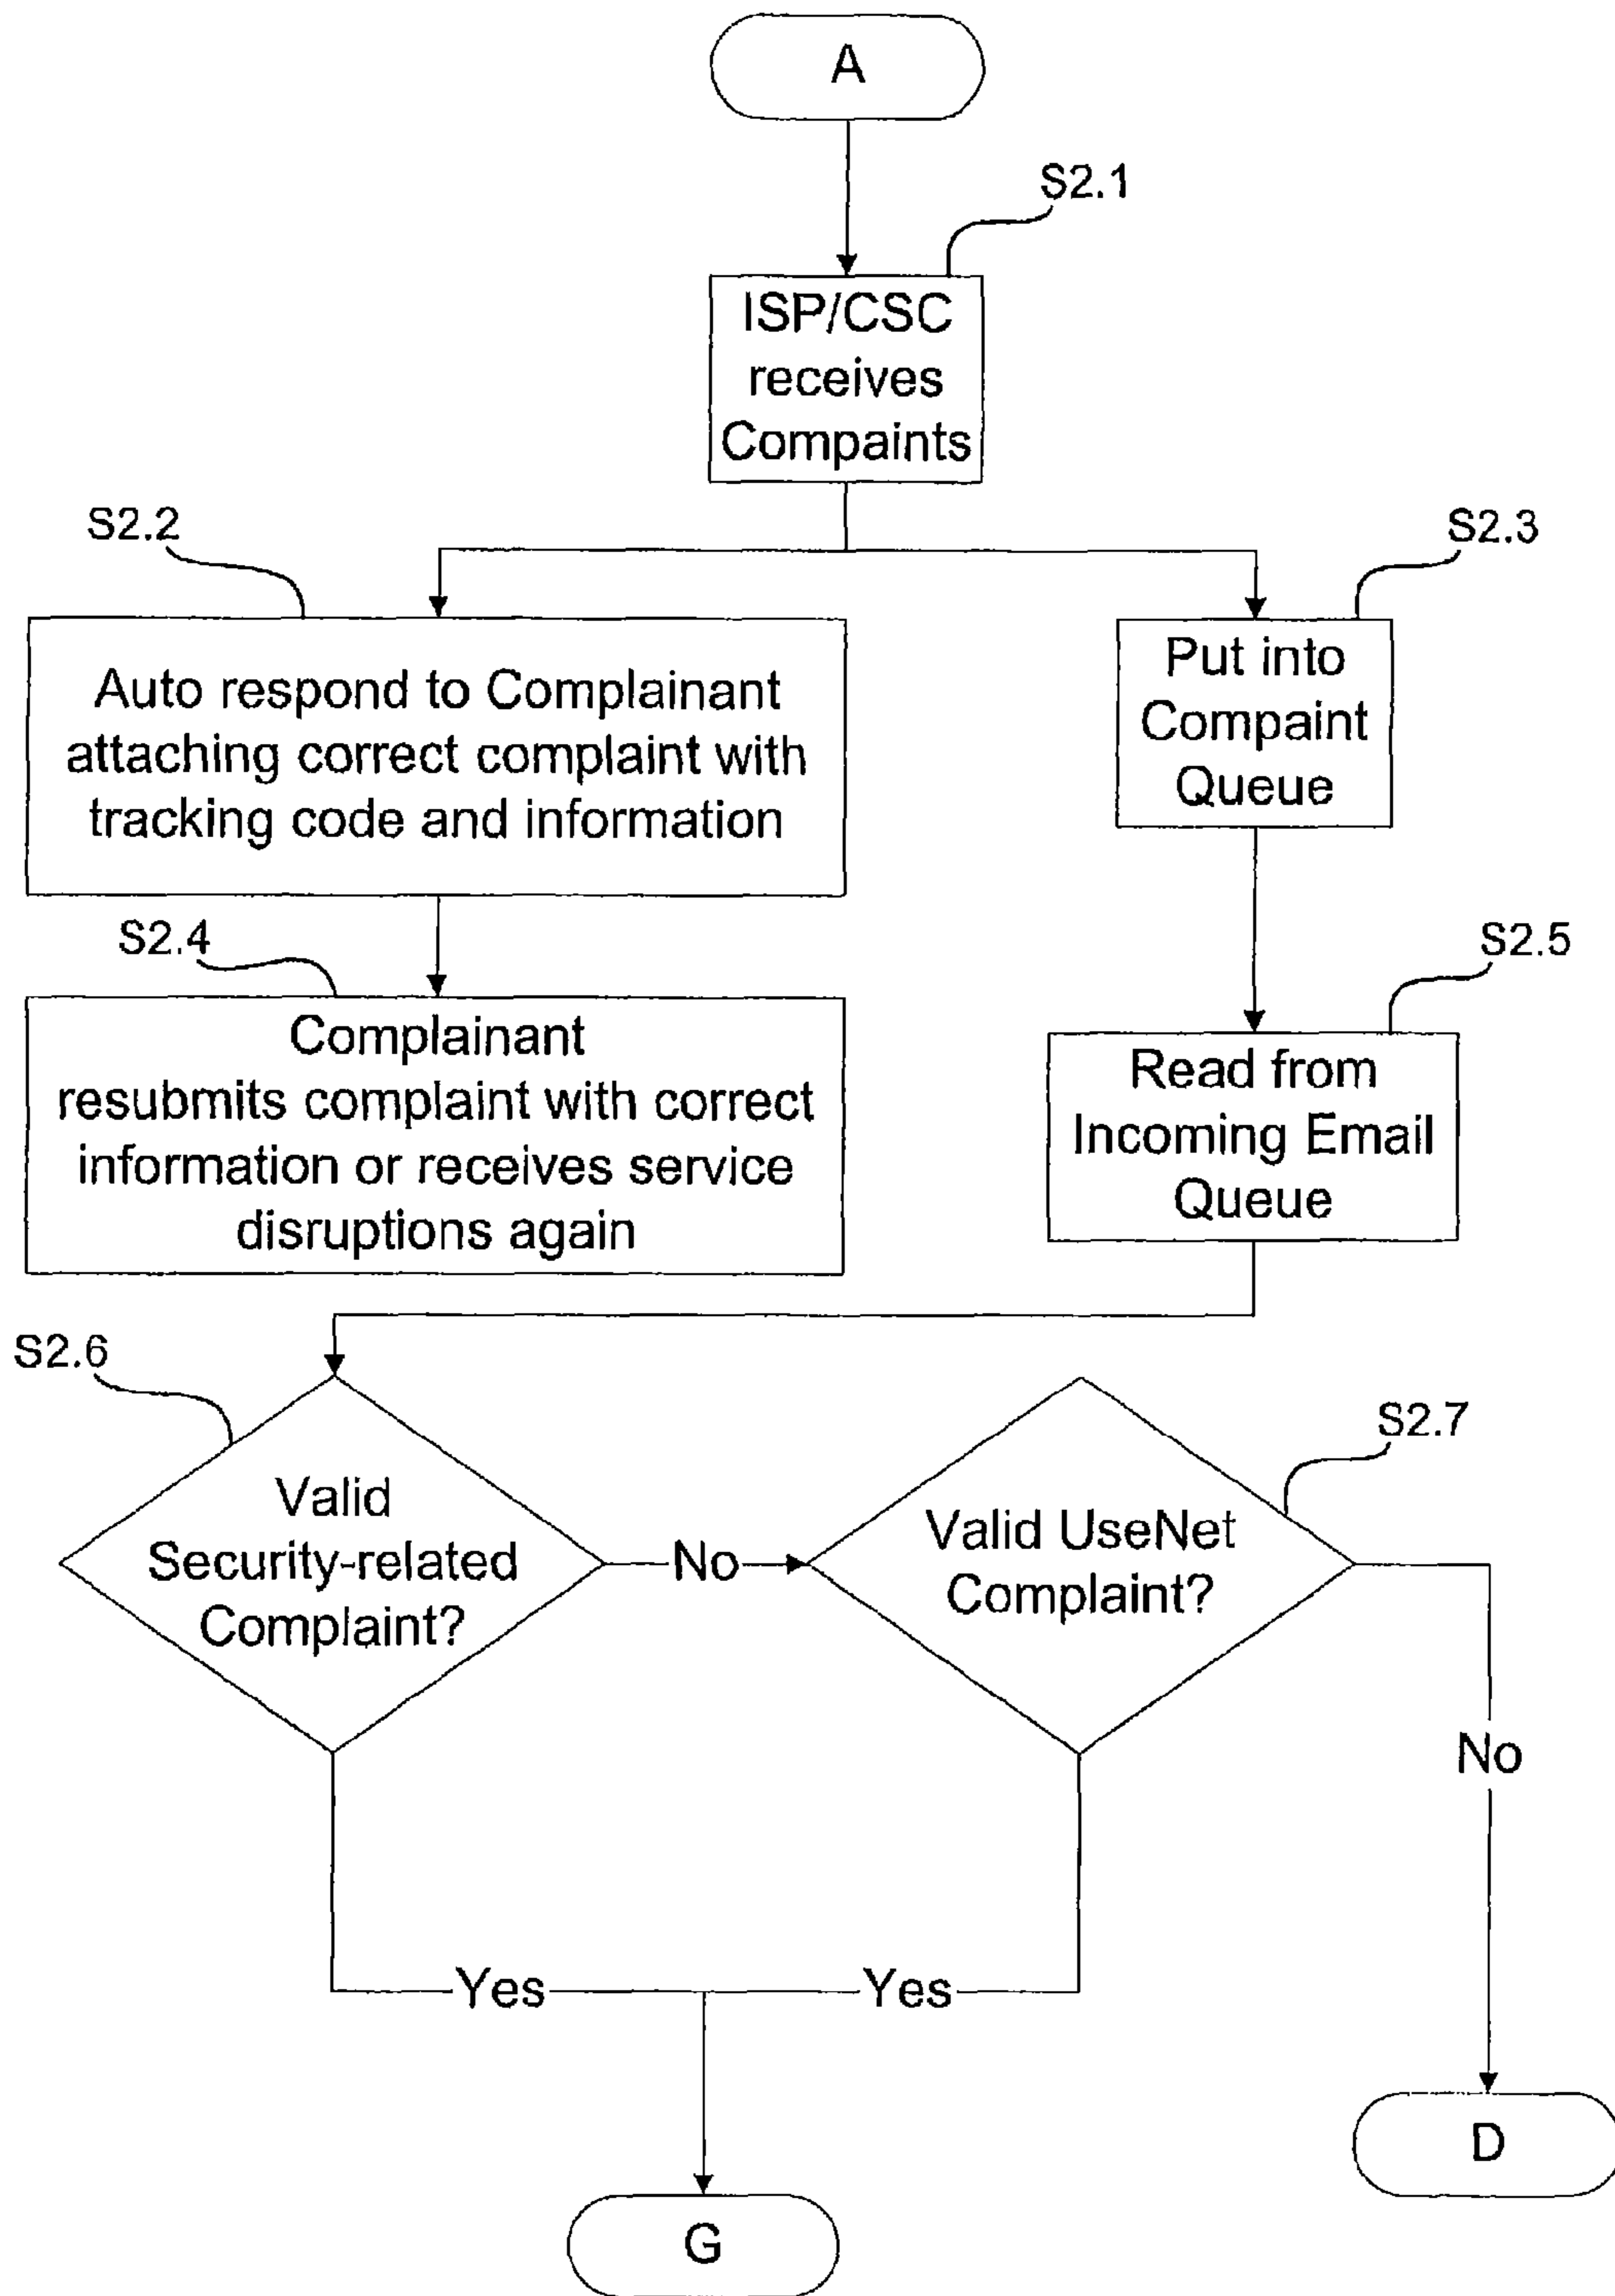 A
S2.1
ISP/CSC
receives
Compaints
S2.2
S2.3
Auto respond to Complainant
attaching correct complaint with
tracking code and information
Put into
Compaint
Queue
S2.4
S2.5
Complainant
resubmits complaint with correct
information or receives service
disruptions again
Read from
Incoming Email
Queue
S2.6
S2.7
Valid
Security-related
Complaint?
No
Valid UseNet
Complaint?
No
Yes
Yes
D
G